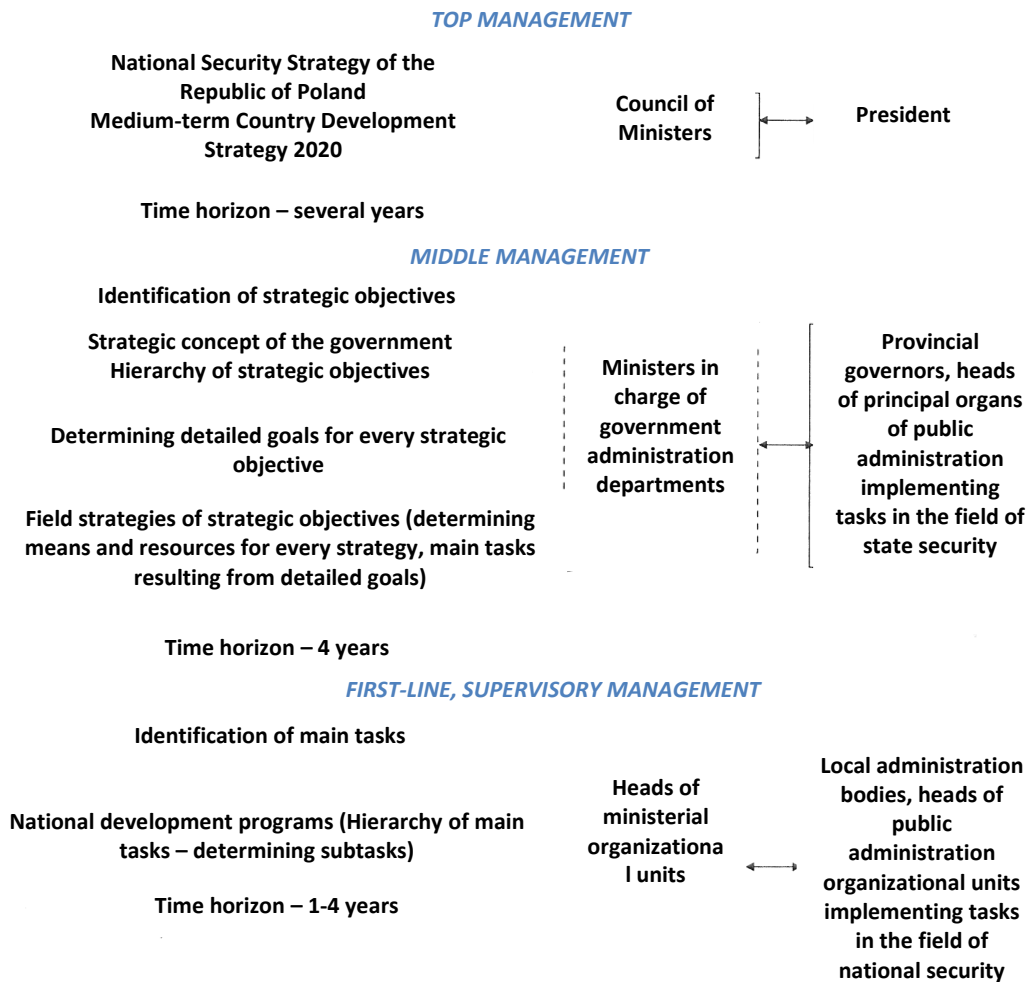 TOP MANAGEMENT
National Security Strategy of the
Republic of Poland
Medium-term Country Development
Strategy 2020
Time horizon – several years
Council of
Ministers
President
MIDDLE MANAGEMENT
Identification of strategic objectives
Strategic concept of the government
Hierarchy of strategic objectives
Determining detailed goals for every strategic
objective
Field strategies of strategic objectives (determining
means and resources for every strategy, main tasks
resulting from detailed goals)
Time horizon – 4 years
Ministers in
charge of
government
administration
departments
Provincial
governors, heads
of principal organs
of public
administration
implementing
tasks in the field of
state security
FIRST-LINE, SUPERVISORY MANAGEMENT
Identification of main tasks
National development programs (Hierarchy of main
tasks – determining subtasks)
Time horizon – 1-4 years
Heads of
ministerial
organizationa
l units
Local administration
bodies, heads of
public
administration
organizational units
implementing tasks
in the field of
national security